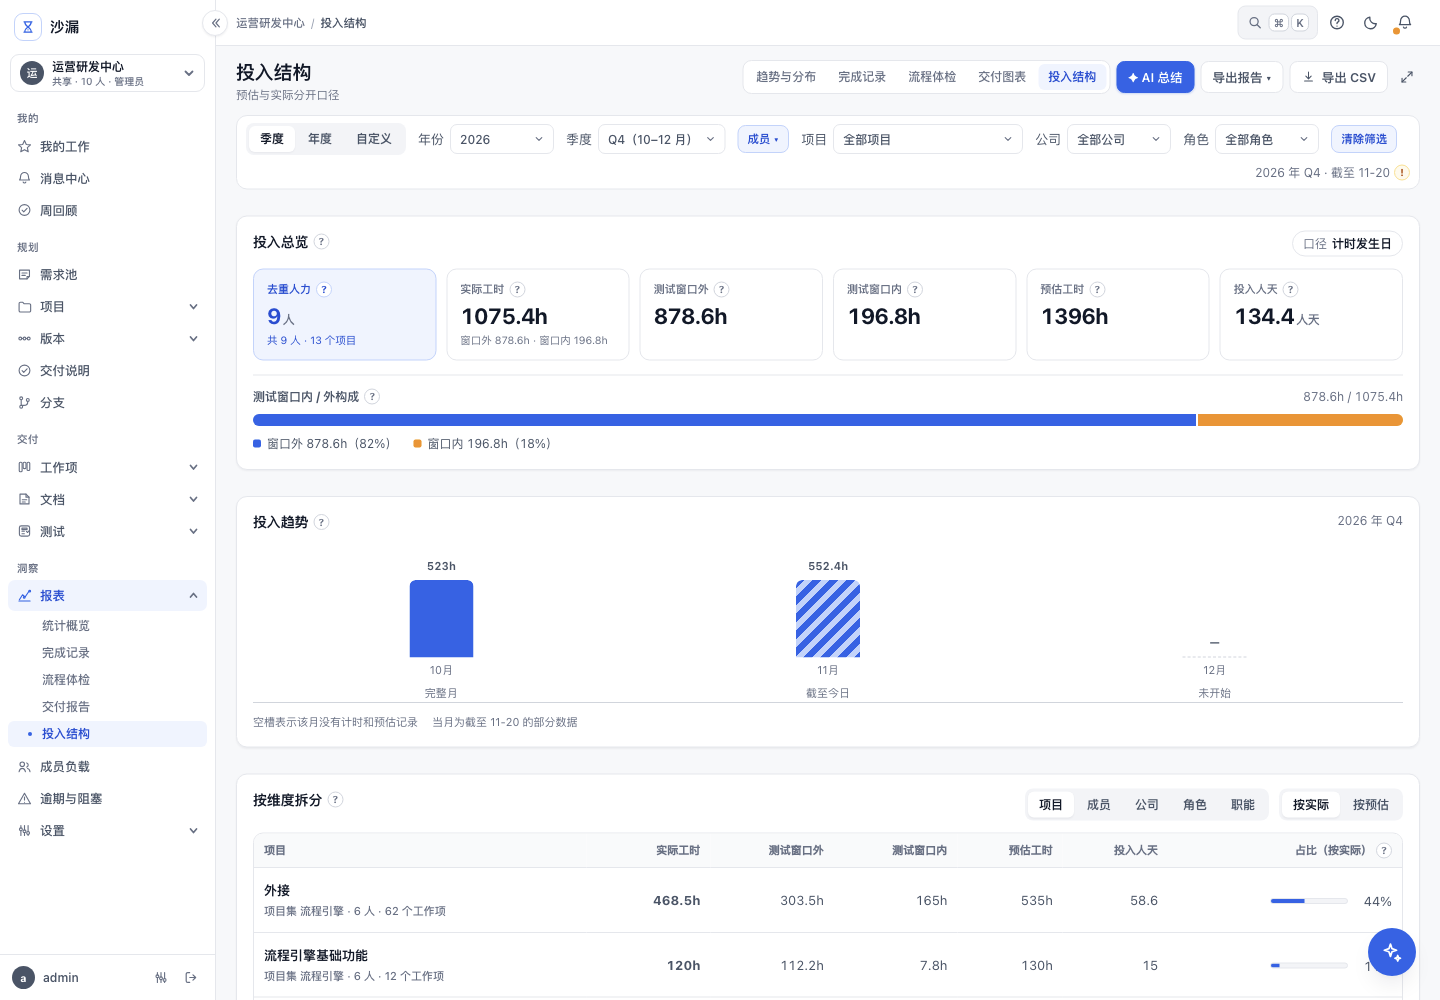 沙漏
运
运营研发中心
共享 · 10 人 · 管理员
我的
我的工作
消息中心
周回顾
规划
需求池
项目
版本
交付说明
分支
交付
工作项
文档
测试
洞察
报表
统计概览
完成记录
流程体检
交付报告
投入结构
成员负载
逾期与阻塞
设置
a admin
运营研发中心 / 投入结构
⌘ K
投入结构
预估与实际分开口径
趋势与分布 完成记录 流程体检 交付图表 投入结构
AI 总结
导出报告
导出 CSV
季度 年度 自定义
年份 2026
季度 Q4（10–12 月）
成员
项目 全部项目
公司 全部公司
角色 全部角色
清除筛选
2026 年 Q4 · 截至 11-20 !
投入总览 ?
口径 计时发生日
去重人力 ?
9人
共 9 人 · 13 个项目
实际工时 ?
1075.4h
窗口外 878.6h · 窗口内 196.8h
测试窗口外 ?
878.6h
测试窗口内 ?
196.8h
预估工时 ?
1396h
投入人天 ?
134.4人天
测试窗口内 / 外构成 ?
878.6h / 1075.4h
窗口外 878.6h（82%）
窗口内 196.8h（18%）
投入趋势 ?
2026 年 Q4
523h
552.4h
—
10月
11月
12月
完整月
截至今日
未开始
空槽表示该月没有计时和预估记录
当月为截至 11-20 的部分数据
按维度拆分 ?
项目 成员 公司 角色 职能
按实际 按预估
项目 实际工时 测试窗口外 测试窗口内 预估工时 投入人天 占比（按实际） ?
外接
项目集 流程引擎 · 6 人 · 62 个工作项
468.5h 303.5h 165h 535h 58.6 44%
流程引擎基础功能
项目集 流程引擎 · 6 人 · 12 个工作项
120h 112.2h 7.8h 130h 15